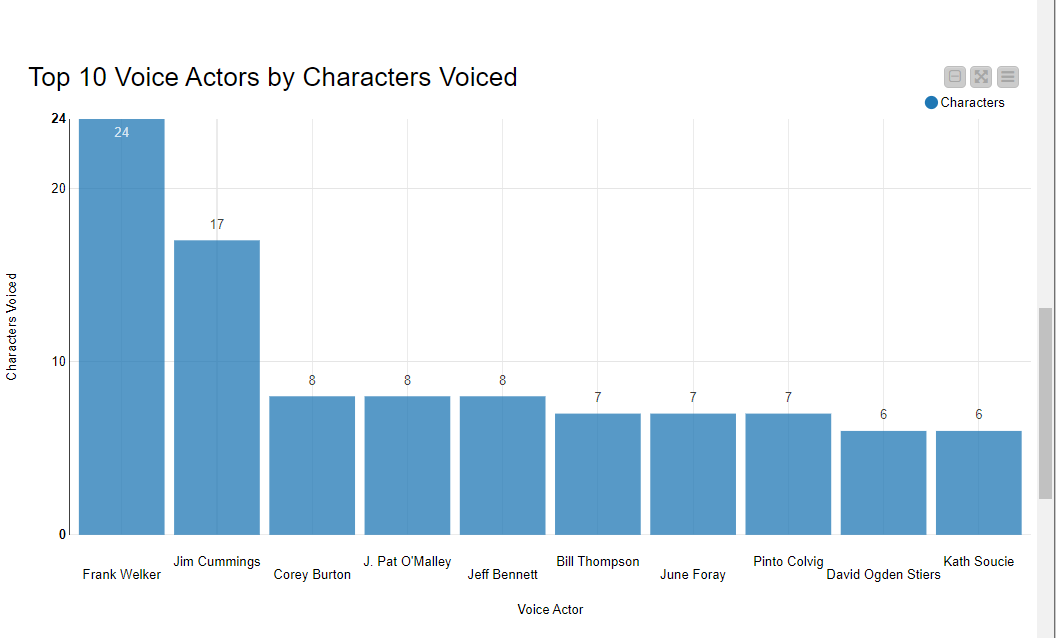 Top 10 Voice Actors by Characters Voiced
Characters
24
20
10
0
Characters Voiced
24
17
8
8
8
7
7
7
6
6
Frank Welker
Jim Cummings
Corey Burton
J. Pat O'Malley
Jeff Bennett
Bill Thompson
June Foray
Pinto Colvig
David Ogden Stiers
Kath Soucie
Voice Actor